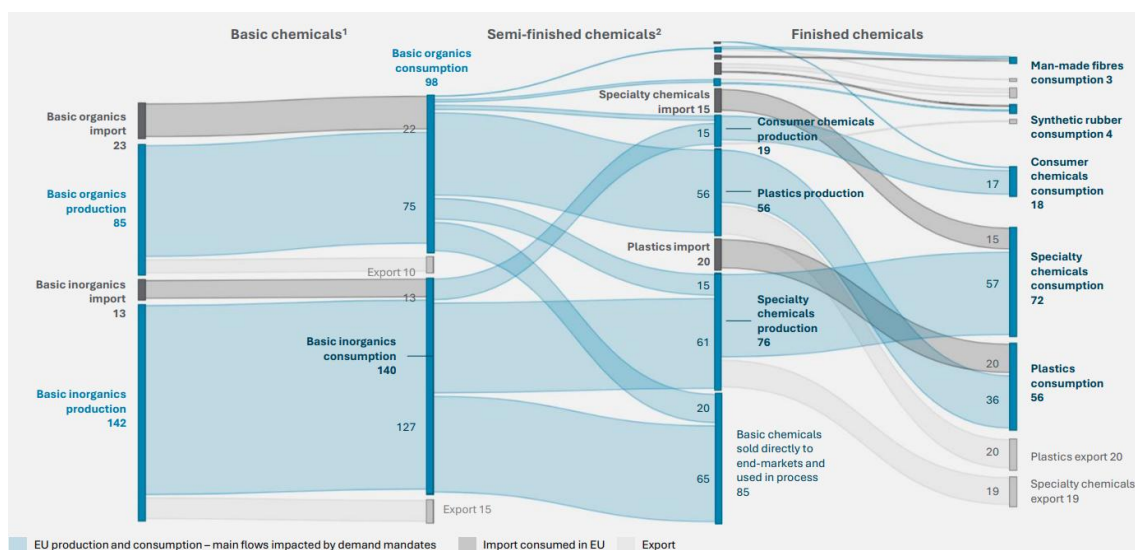 Basic chemicals¹
Semi-finished chemicals²
Finished chemicals
Basic organics
import
23
Basic organics
production
85
Basic inorganics
import
13
Basic inorganics
production
142
Basic organics
consumption
98
22
75
Export 10
13
Basic inorganics
consumption
140
127
Export 15
Specialty chemicals
import 15
15
Consumer chemicals
production
19
56
Plastics production
56
Plastics import
20
15
Specialty
chemicals
production
76
61
20
Basic chemicals
sold directly to
end-markets and
used in process
85
65
Man-made fibres
consumption 3
Synthetic rubber
consumption 4
17
Consumer
chemicals
consumption
18
15
57
Specialty
chemicals
consumption
72
20
Plastics
consumption
56
36
20
Plastics export 20
19
Specialty chemicals
export 19
EU production and consumption – main flows impacted by demand mandates
Import consumed in EU
Export